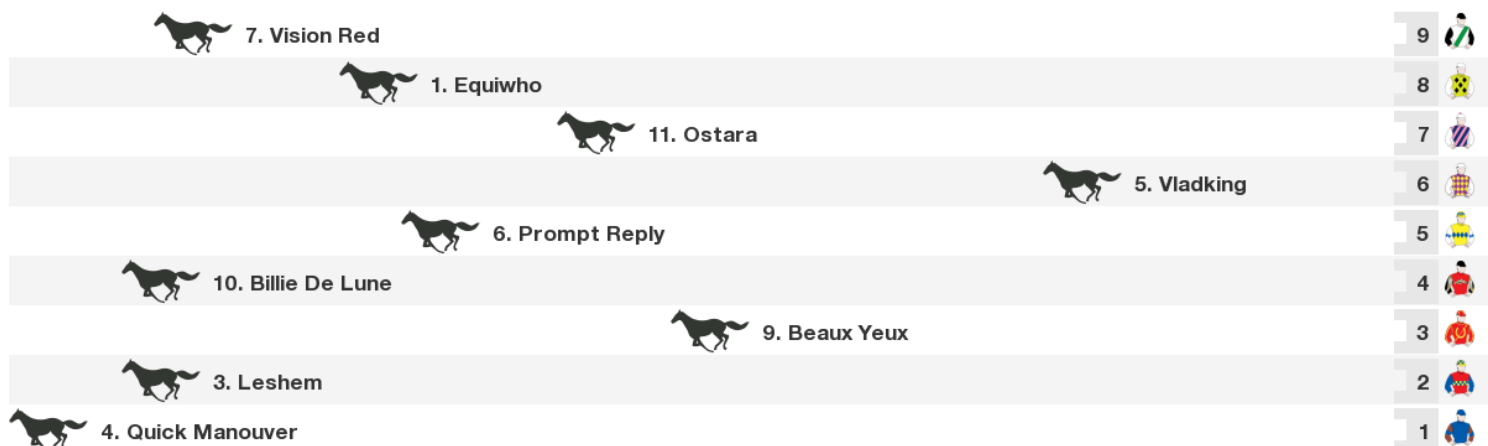 7. Vision Red 9
1. Equiwho 8
11. Ostara 7
5. Vladking 6
6. Prompt Reply 5
10. Billie De Lune 4
9. Beaux Yeux 3
3. Leshem 2
4. Quick Manouver 1